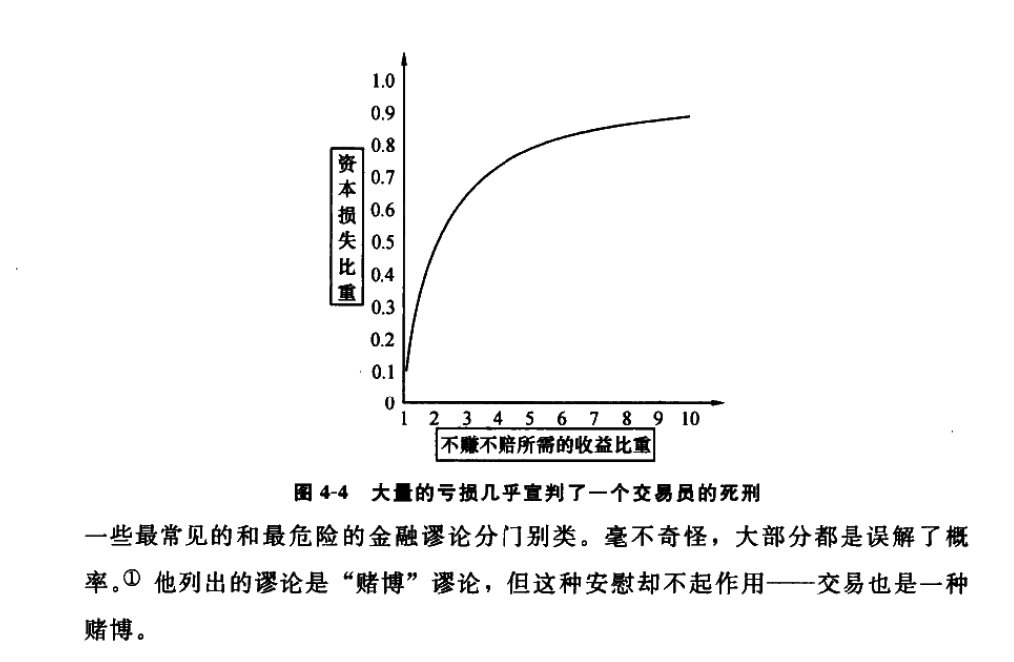 1.0
0.9
0.8
0.7
0.6
0.5
0.4
0.3
0.2
0.1
0
资本损失比重
1 2 3 4 5 6 7 8 9 10
不赚不赔所需的收益比重
图 4-4 大量的亏损几乎宣判了一个交易员的死刑
一些最常见的和最危险的金融谬论分门别类。毫不奇怪，大部分都是误解了概
率。① 他列出的谬论是“赌博”谬论，但这种安慰却不起作用——交易也是一种
赌博。